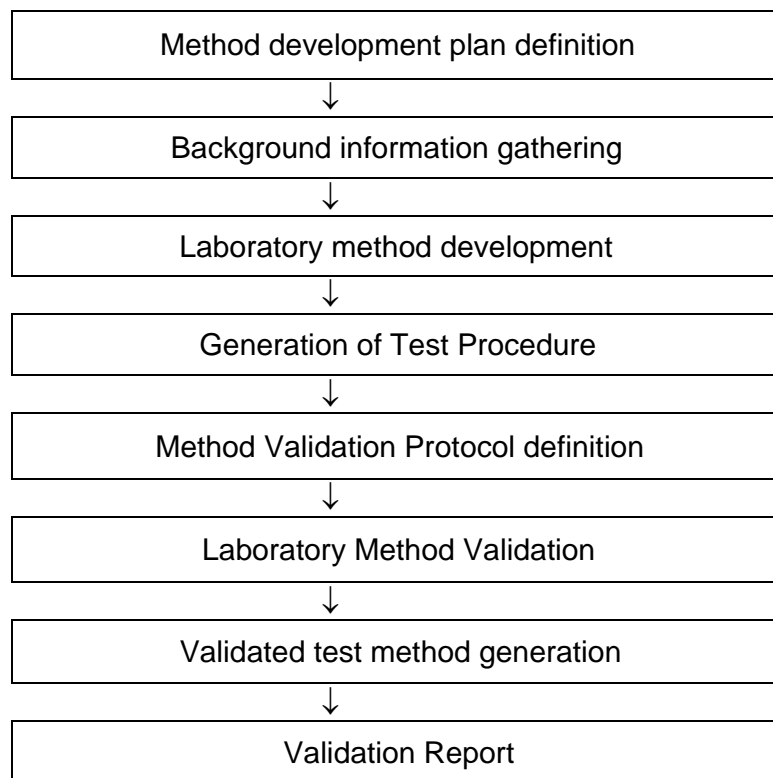 Method development plan definition
↓
Background information gathering
↓
Laboratory method development
↓
Generation of Test Procedure
↓
Method Validation Protocol definition
↓
Laboratory Method Validation
↓
Validated test method generation
↓
Validation Report